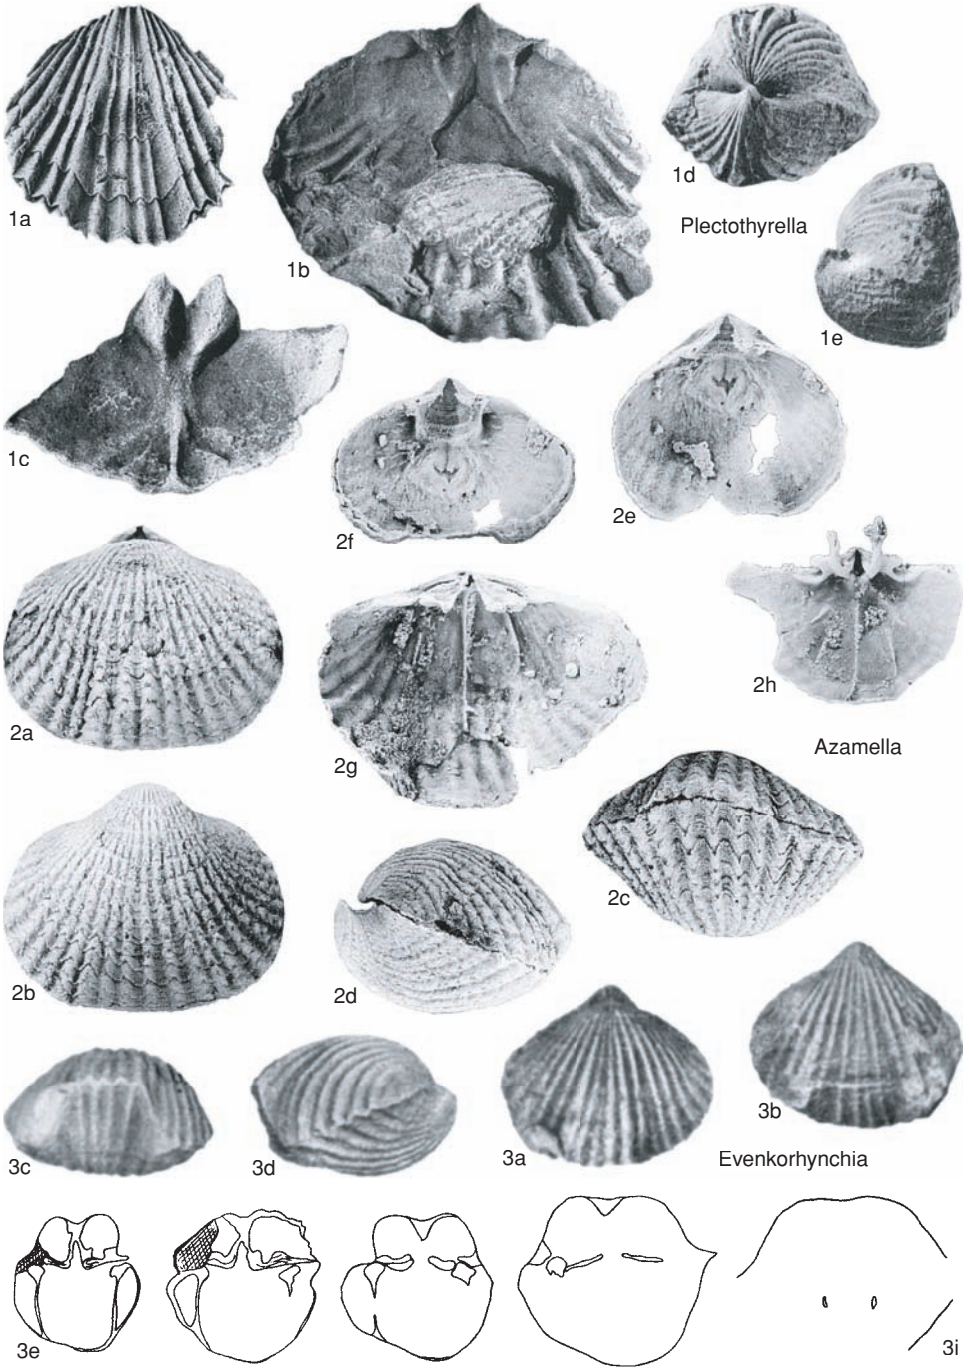 1a
1b
1c
1d
Plectothyrella
1e
2f
2e
2a
2g
2h
Azamella
2b
2d
2c
3c
3d
3a
3b
Evenkorhynchia
3e
3i